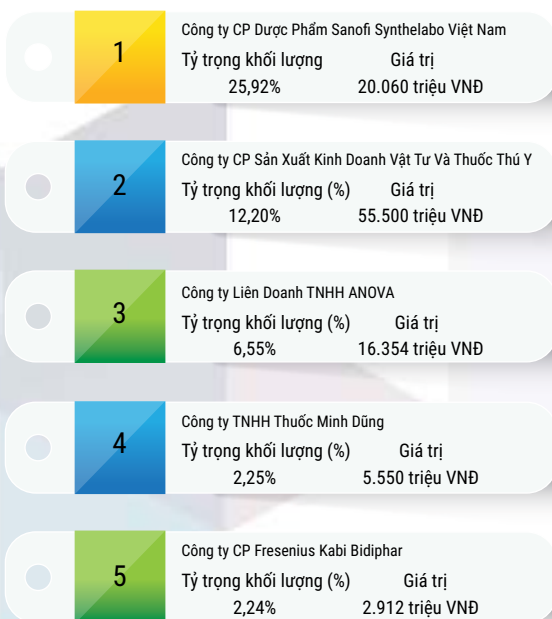 1
Công ty CP Dược Phẩm Sanofi Synthelabo Việt Nam
Tỷ trọng khối lượng Giá trị
25,92% 20.060 triệu VNĐ
2
Công ty CP Sản Xuất Kinh Doanh Vật Tư Và Thuốc Thú Y
Tỷ trọng khối lượng (%) Giá trị
12,20% 55.500 triệu VNĐ
3
Công ty Liên Doanh TNHH ANOVA
Tỷ trọng khối lượng (%) Giá trị
6,55% 16.354 triệu VNĐ
4
Công ty TNHH Thuốc Minh Dũng
Tỷ trọng khối lượng (%) Giá trị
2,25% 5.550 triệu VNĐ
5
Công ty CP Fresenius Kabi Bidiphar
Tỷ trọng khối lượng (%) Giá trị
2,24% 2.912 triệu VNĐ